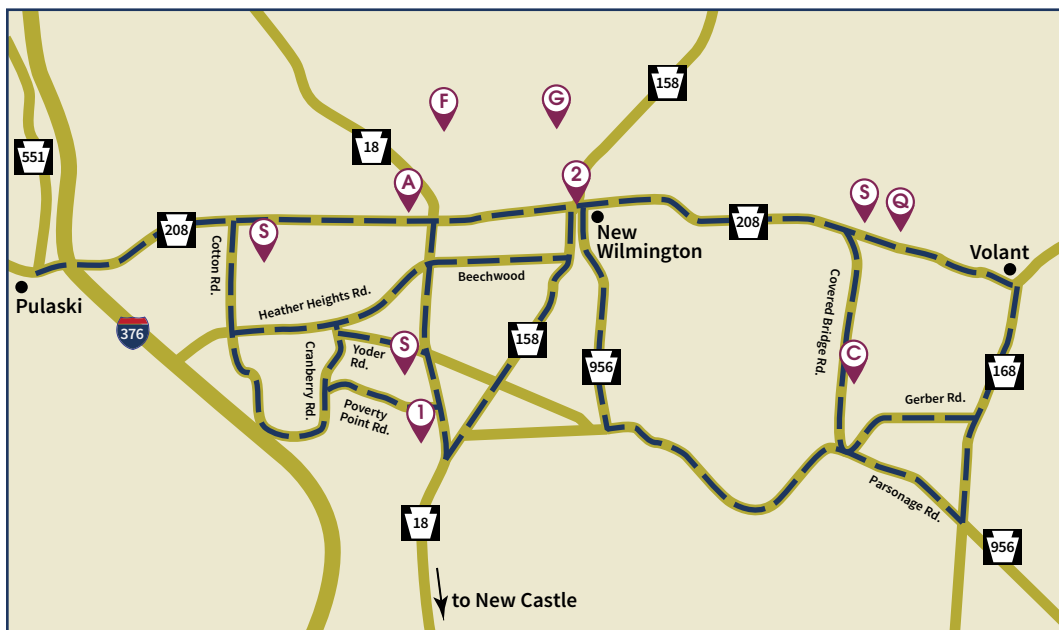 F
G
158
551
18
A
2
S
Q
208
S
Cotton Rd.
208
New
Wilmington
Volant
Pulaski
Beechwood
Heather Heights Rd.
Covered Bridge Rd.
376
Yoder
Rd.
S
158
956
C
168
Cranberry Rd.
Poverty
Point Rd.
1
Gerber Rd.
Parsonage Rd.
18
956
to New Castle